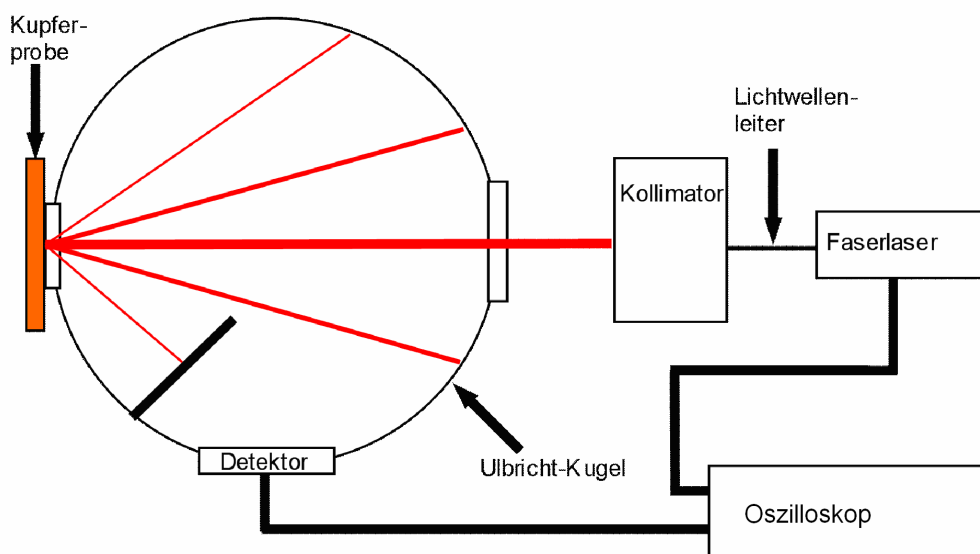 Kupfer-
probe
Lichtwellen-
leiter
Kollimator
Faserlaser
Detektor
Ulbricht-Kugel
Oszilloskop